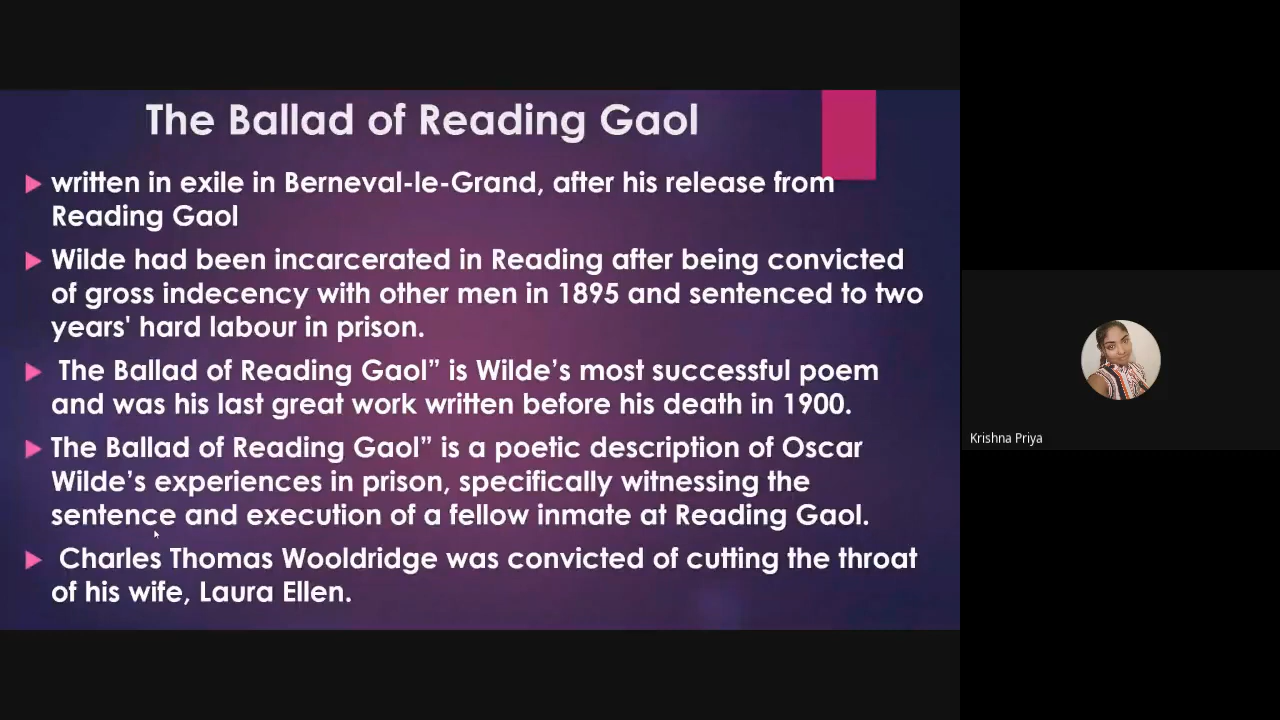 The Ballad of Reading Gaol
written in exile in Berneval-le-Grand, after his release from
Reading Gaol
Wilde had been incarcerated in Reading after being convicted
of gross indecency with other men in 1895 and sentenced to two
years' hard labour in prison.
The Ballad of Reading Gaol” is Wilde’s most successful poem
and was his last great work written before his death in 1900.
The Ballad of Reading Gaol” is a poetic description of Oscar
Wilde’s experiences in prison, specifically witnessing the
sentence and execution of a fellow inmate at Reading Gaol.
Charles Thomas Wooldridge was convicted of cutting the throat
of his wife, Laura Ellen.
Krishna Priya